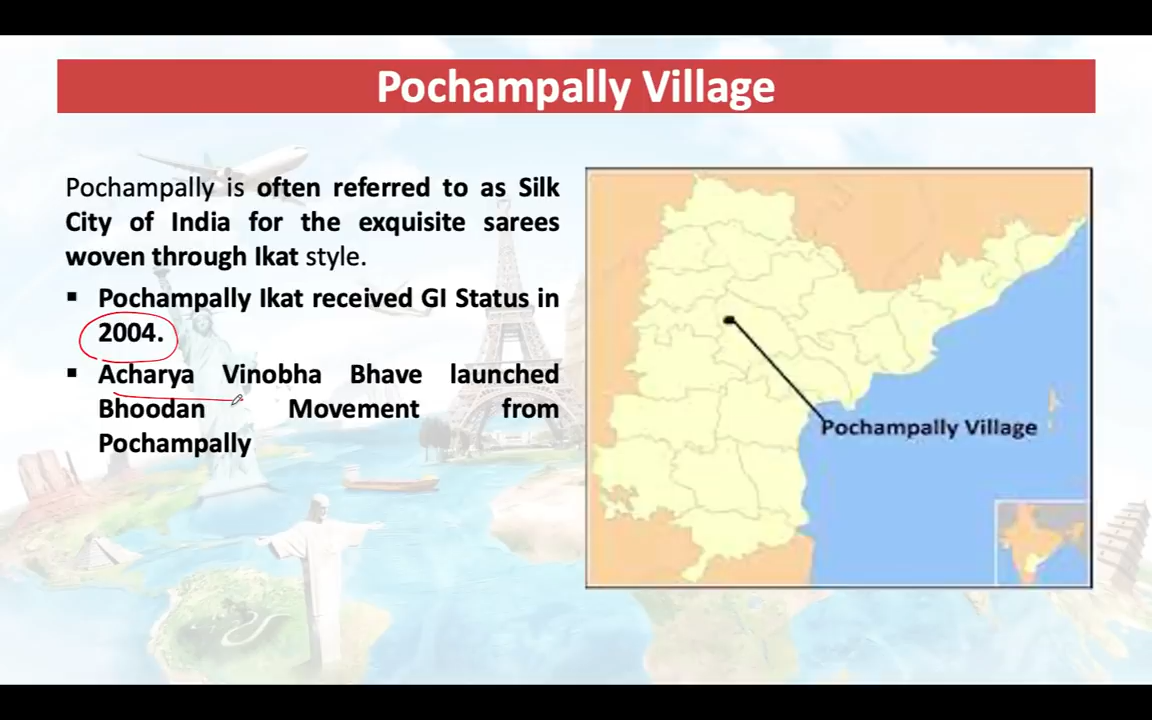 Pochampally Village
Pochampally is often referred to as Silk
City of India for the exquisite sarees
woven through Ikat style.
▪ Pochampally Ikat received GI Status in
2004.
▪ Acharya Vinobha Bhave launched
Bhoodan Movement from
Pochampally
Pochampally Village